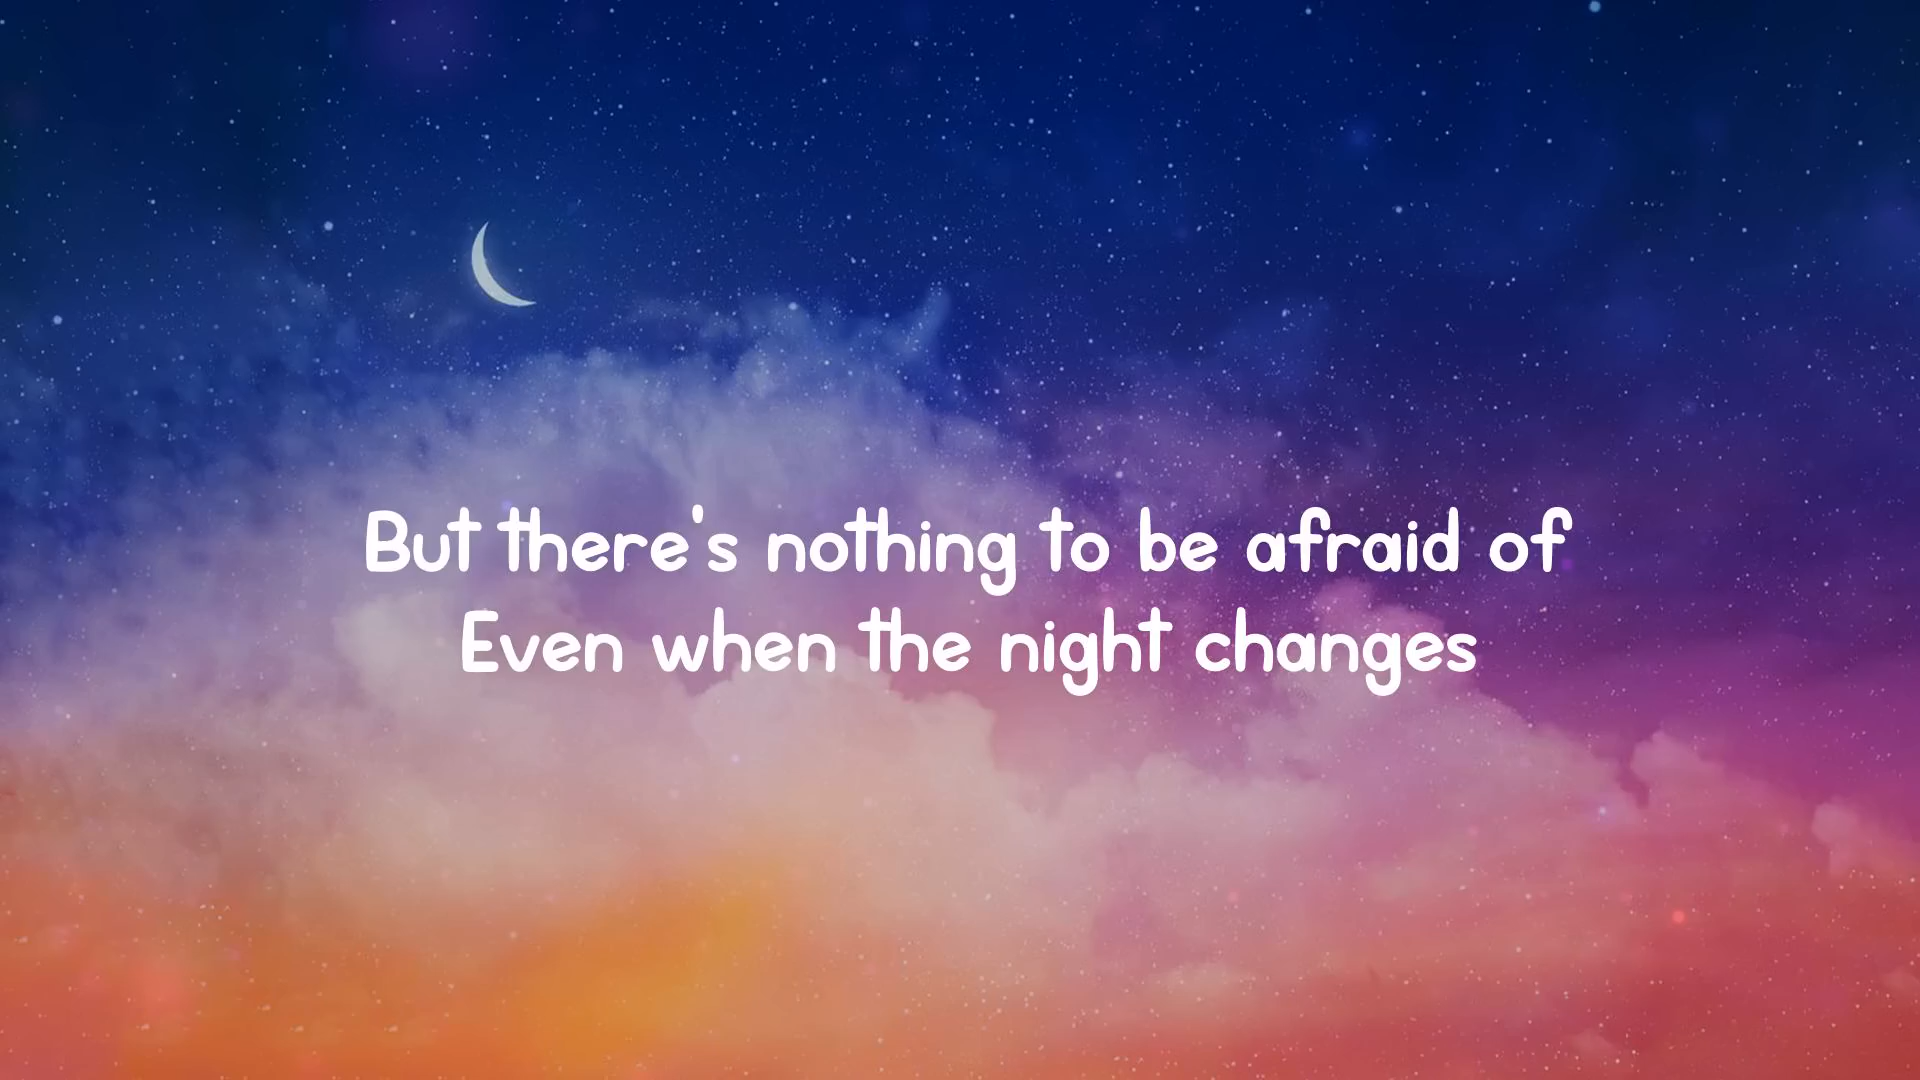 But there's nothing to be afraid of
Even when the night changes